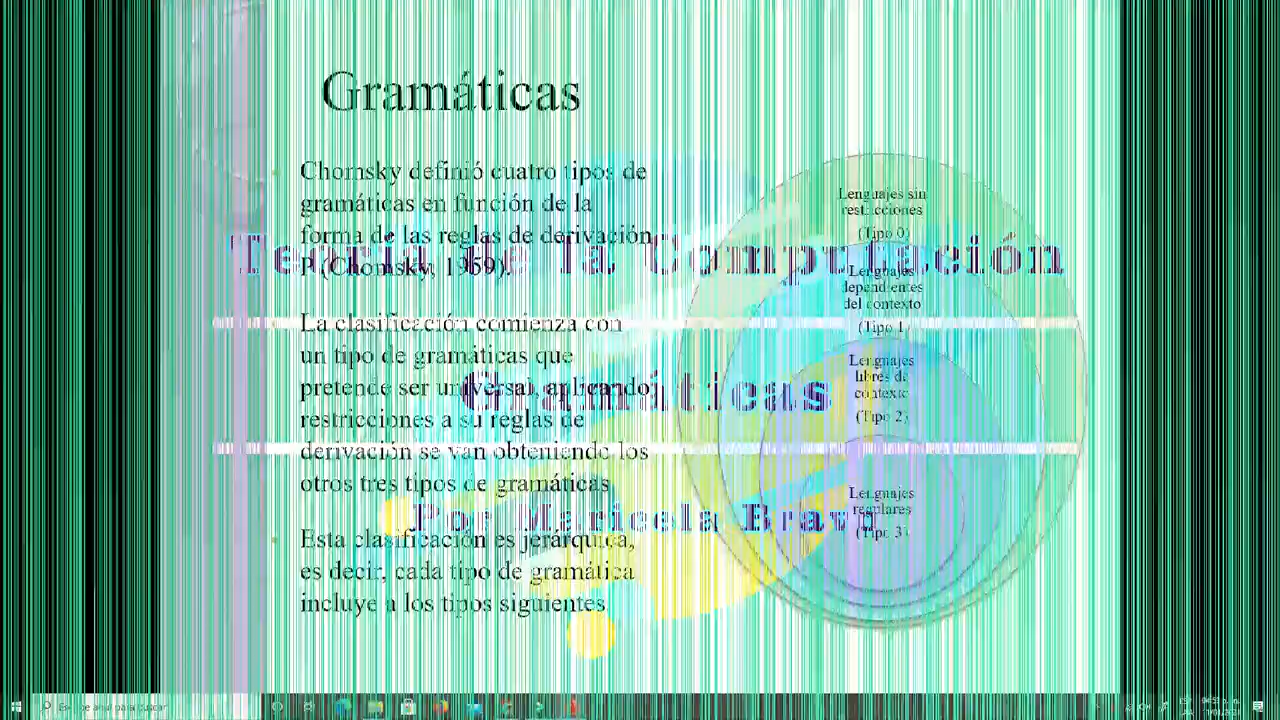 Gramáticas
Chomsky definió cuatro tipos de
gramáticas en función de la
forma de las reglas de derivación
P (Chomsky, 1959).
La clasificación comienza con
un tipo de gramáticas que
pretende ser universal, aplicando
restricciones a su reglas de
derivación se van obteniendo los
otros tres tipos de gramáticas
Esta clasificación es jerárquica,
es decir, cada tipo de gramática
incluye a los tipos siguientes
Teoría de la Computación
Gramáticas
Por Maricela Bravo
Lenguajes sin
restricciones
(Tipo 0)
Lenguajes
dependientes
del contexto
(Tipo 1)
Lenguajes
libres de
contexto
(Tipo 2)
Lenguajes
regulares
(Tipo 3)
aquí para buscar